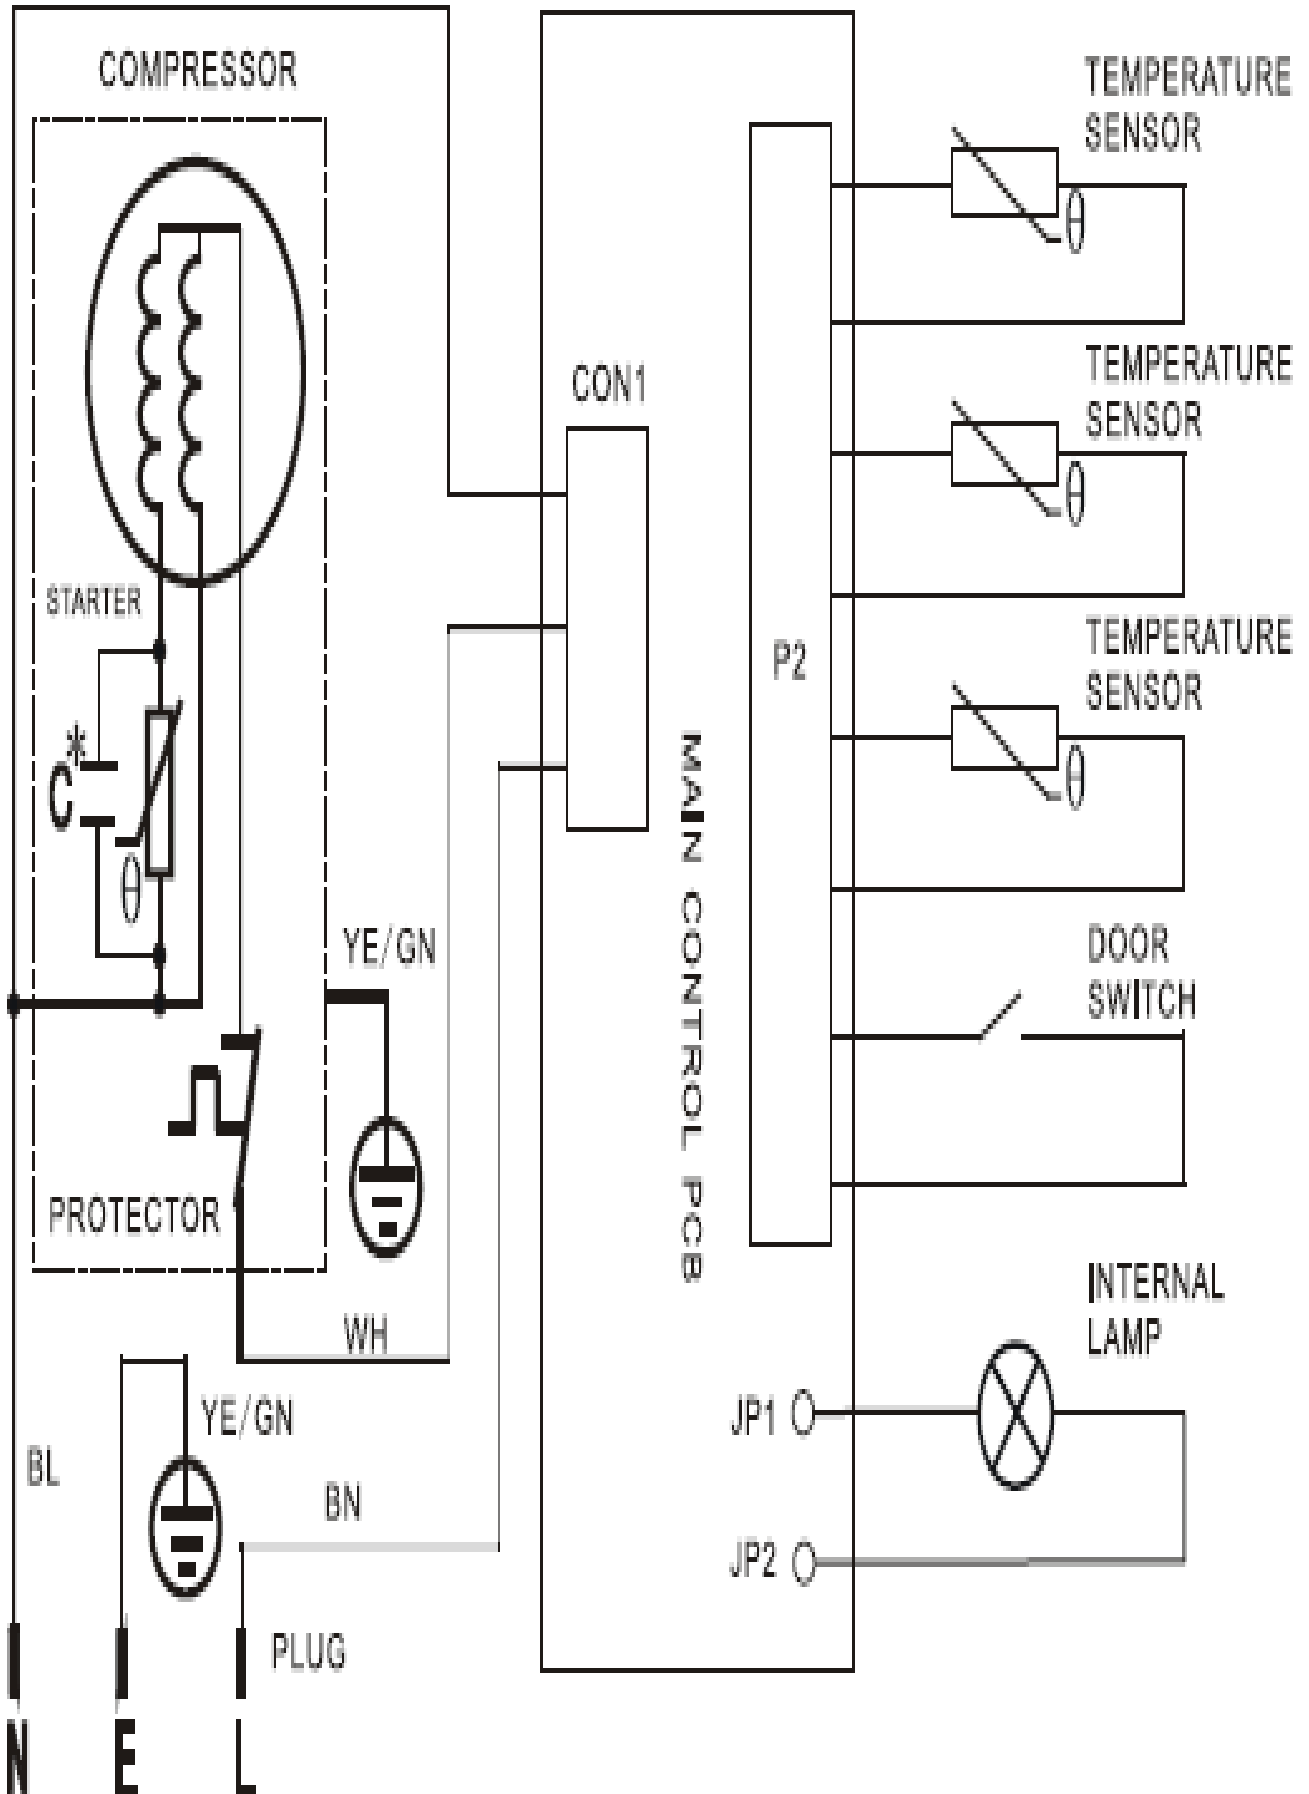 COMPRESSOR
STARTER
C*
θ
PROTECTOR
YE/GN
WH
YE/GN
BL
BN
PLUG
N
E
L
CON1
MAIN CONTROL PCB
P2
TEMPERATURE
SENSOR
θ
TEMPERATURE
SENSOR
θ
TEMPERATURE
SENSOR
θ
DOOR
SWITCH
INTERNAL
LAMP
JP1
JP2